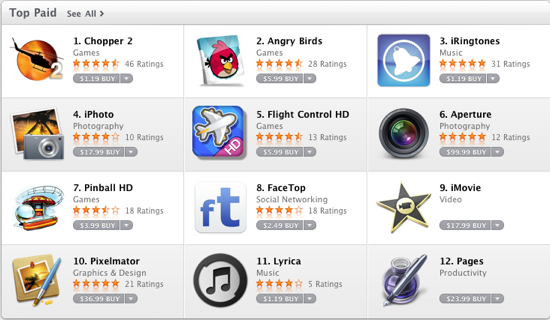 Top Paid See All >
1. Chopper 2
Games
46 Ratings
$1.19 BUY
2
2. Angry Birds
Games
28 Ratings
$5.99 BUY
3. iRingtones
Music
31 Ratings
$1.19 BUY
4. iPhoto
Photography
10 Ratings
$17.99 BUY
5. Flight Control HD
Games
13 Ratings
$5.99 BUY
HD
6. Aperture
Photography
12 Ratings
$99.99 BUY
7. Pinball HD
Games
18 Ratings
$3.99 BUY
8. FaceTop
Social Networking
18 Ratings
$2.49 BUY
ft
9. iMovie
Video
$17.99 BUY
10. Pixelmator
Graphics & Design
21 Ratings
$36.99 BUY
11. Lyrica
Music
5 Ratings
$1.19 BUY
12. Pages
Productivity
$23.99 BUY